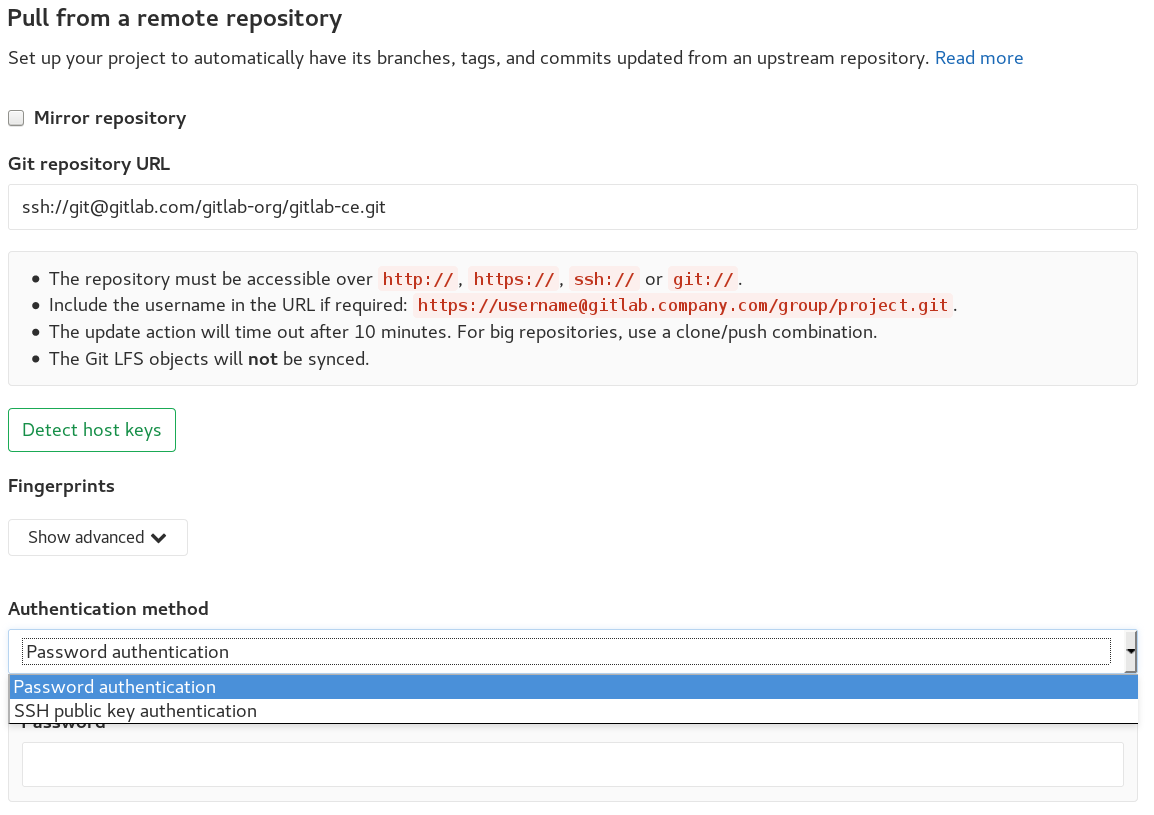 Pull from a remote repository
Set up your project to automatically have its branches, tags, and commits updated from an upstream repository. Read more
Mirror repository
Git repository URL
ssh://git@gitlab.com/gitlab-org/gitlab-ce.git
• The repository must be accessible over http://, https://, ssh:// or git://.
• Include the username in the URL if required: https://username@gitlab.company.com/group/project.git.
• The update action will time out after 10 minutes. For big repositories, use a clone/push combination.
• The Git LFS objects will not be synced.
Detect host keys
Fingerprints
Show advanced
Authentication method
Password authentication
Password authentication
SSH public key authentication
Password